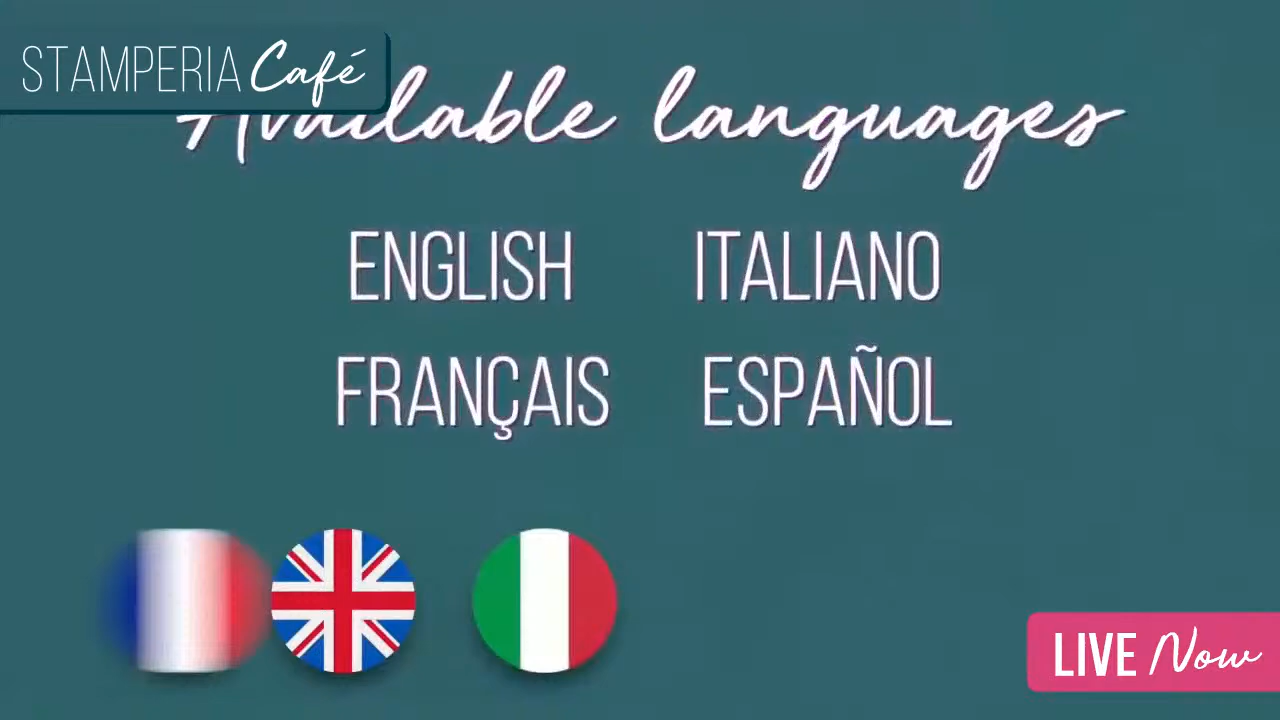 STAMPERIA Café
Available languages
ENGLISH ITALIANO
FRANÇAIS ESPAÑOL
LIVE Now